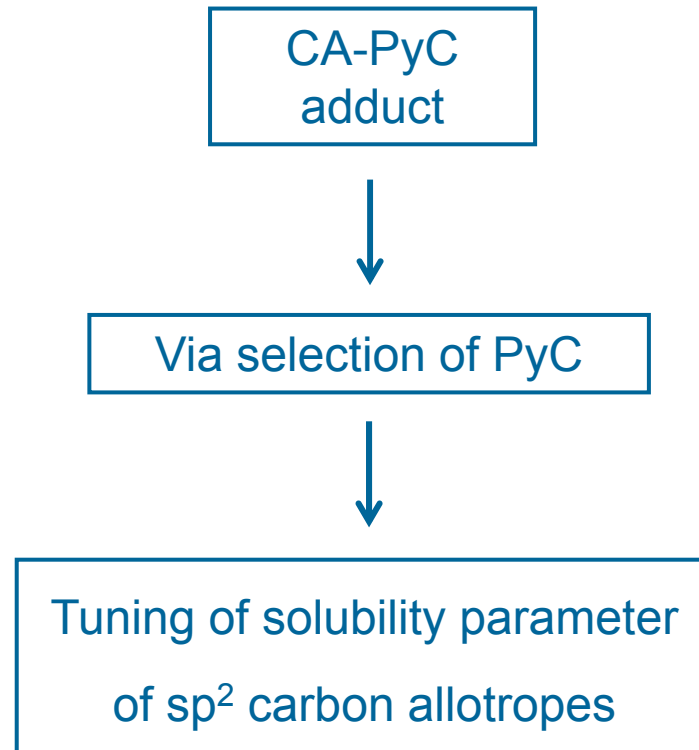 CA-PyC
adduct
Via selection of PyC
Tuning of solubility parameter
of sp² carbon allotropes